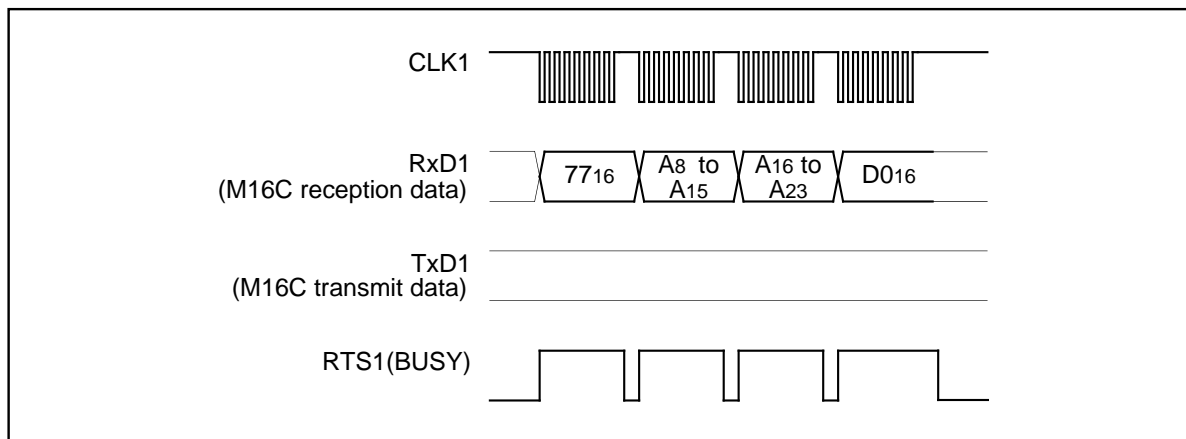 CLK1
RxD1
(M16C reception data)
7716
A8 to
A15
A16 to
A23
D016
TxD1
(M16C transmit data)
RTS1(BUSY)